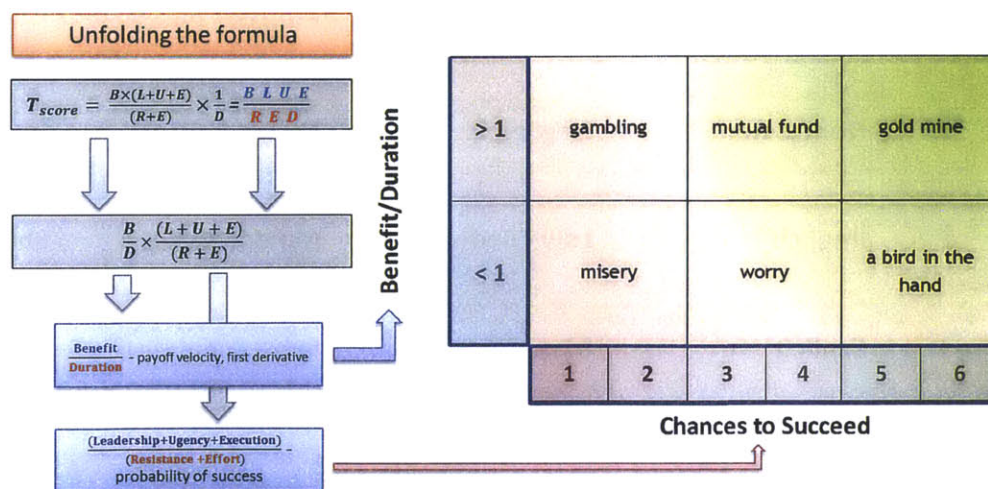 Unfolding the formula
T_score = B×(L+U+E)/(R+E) × 1/D = B L U E/R E D
B/D × (L + U + E)/(R + E)
Benefit/Duration - payoff velocity, first derivative
(Leadership+Ugency+Execution)/(Resistance +Effort) -
probability of success
Benefit/Duration
> 1
gambling
mutual fund
gold mine
< 1
misery
worry
a bird in the
hand
1 2 3 4 5 6
Chances to Succeed